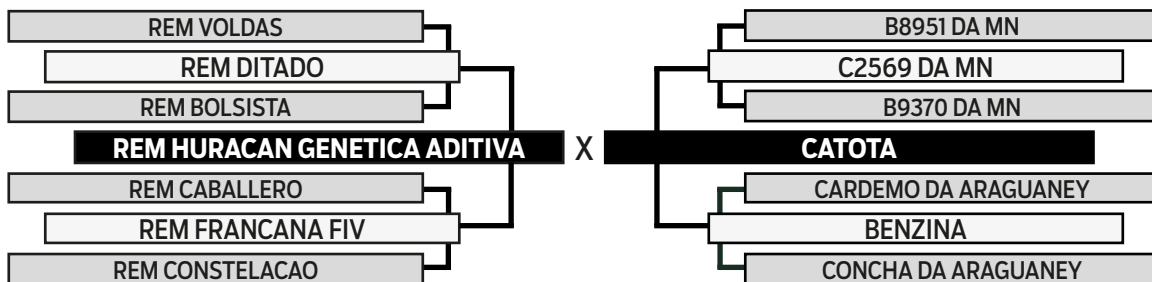 REM VOLDAS
REM DITADO
REM BOLSISTA
REM HURACAN GENETICA ADITIVA
REM CABALLERO
REM FRANCANA FIV
REM CONSTELACAO
X
B8951 DA MN
C2569 DA MN
B9370 DA MN
CATOTA
CARDEMO DA ARAGUANEY
BENZINA
CONCHA DA ARAGUANEY